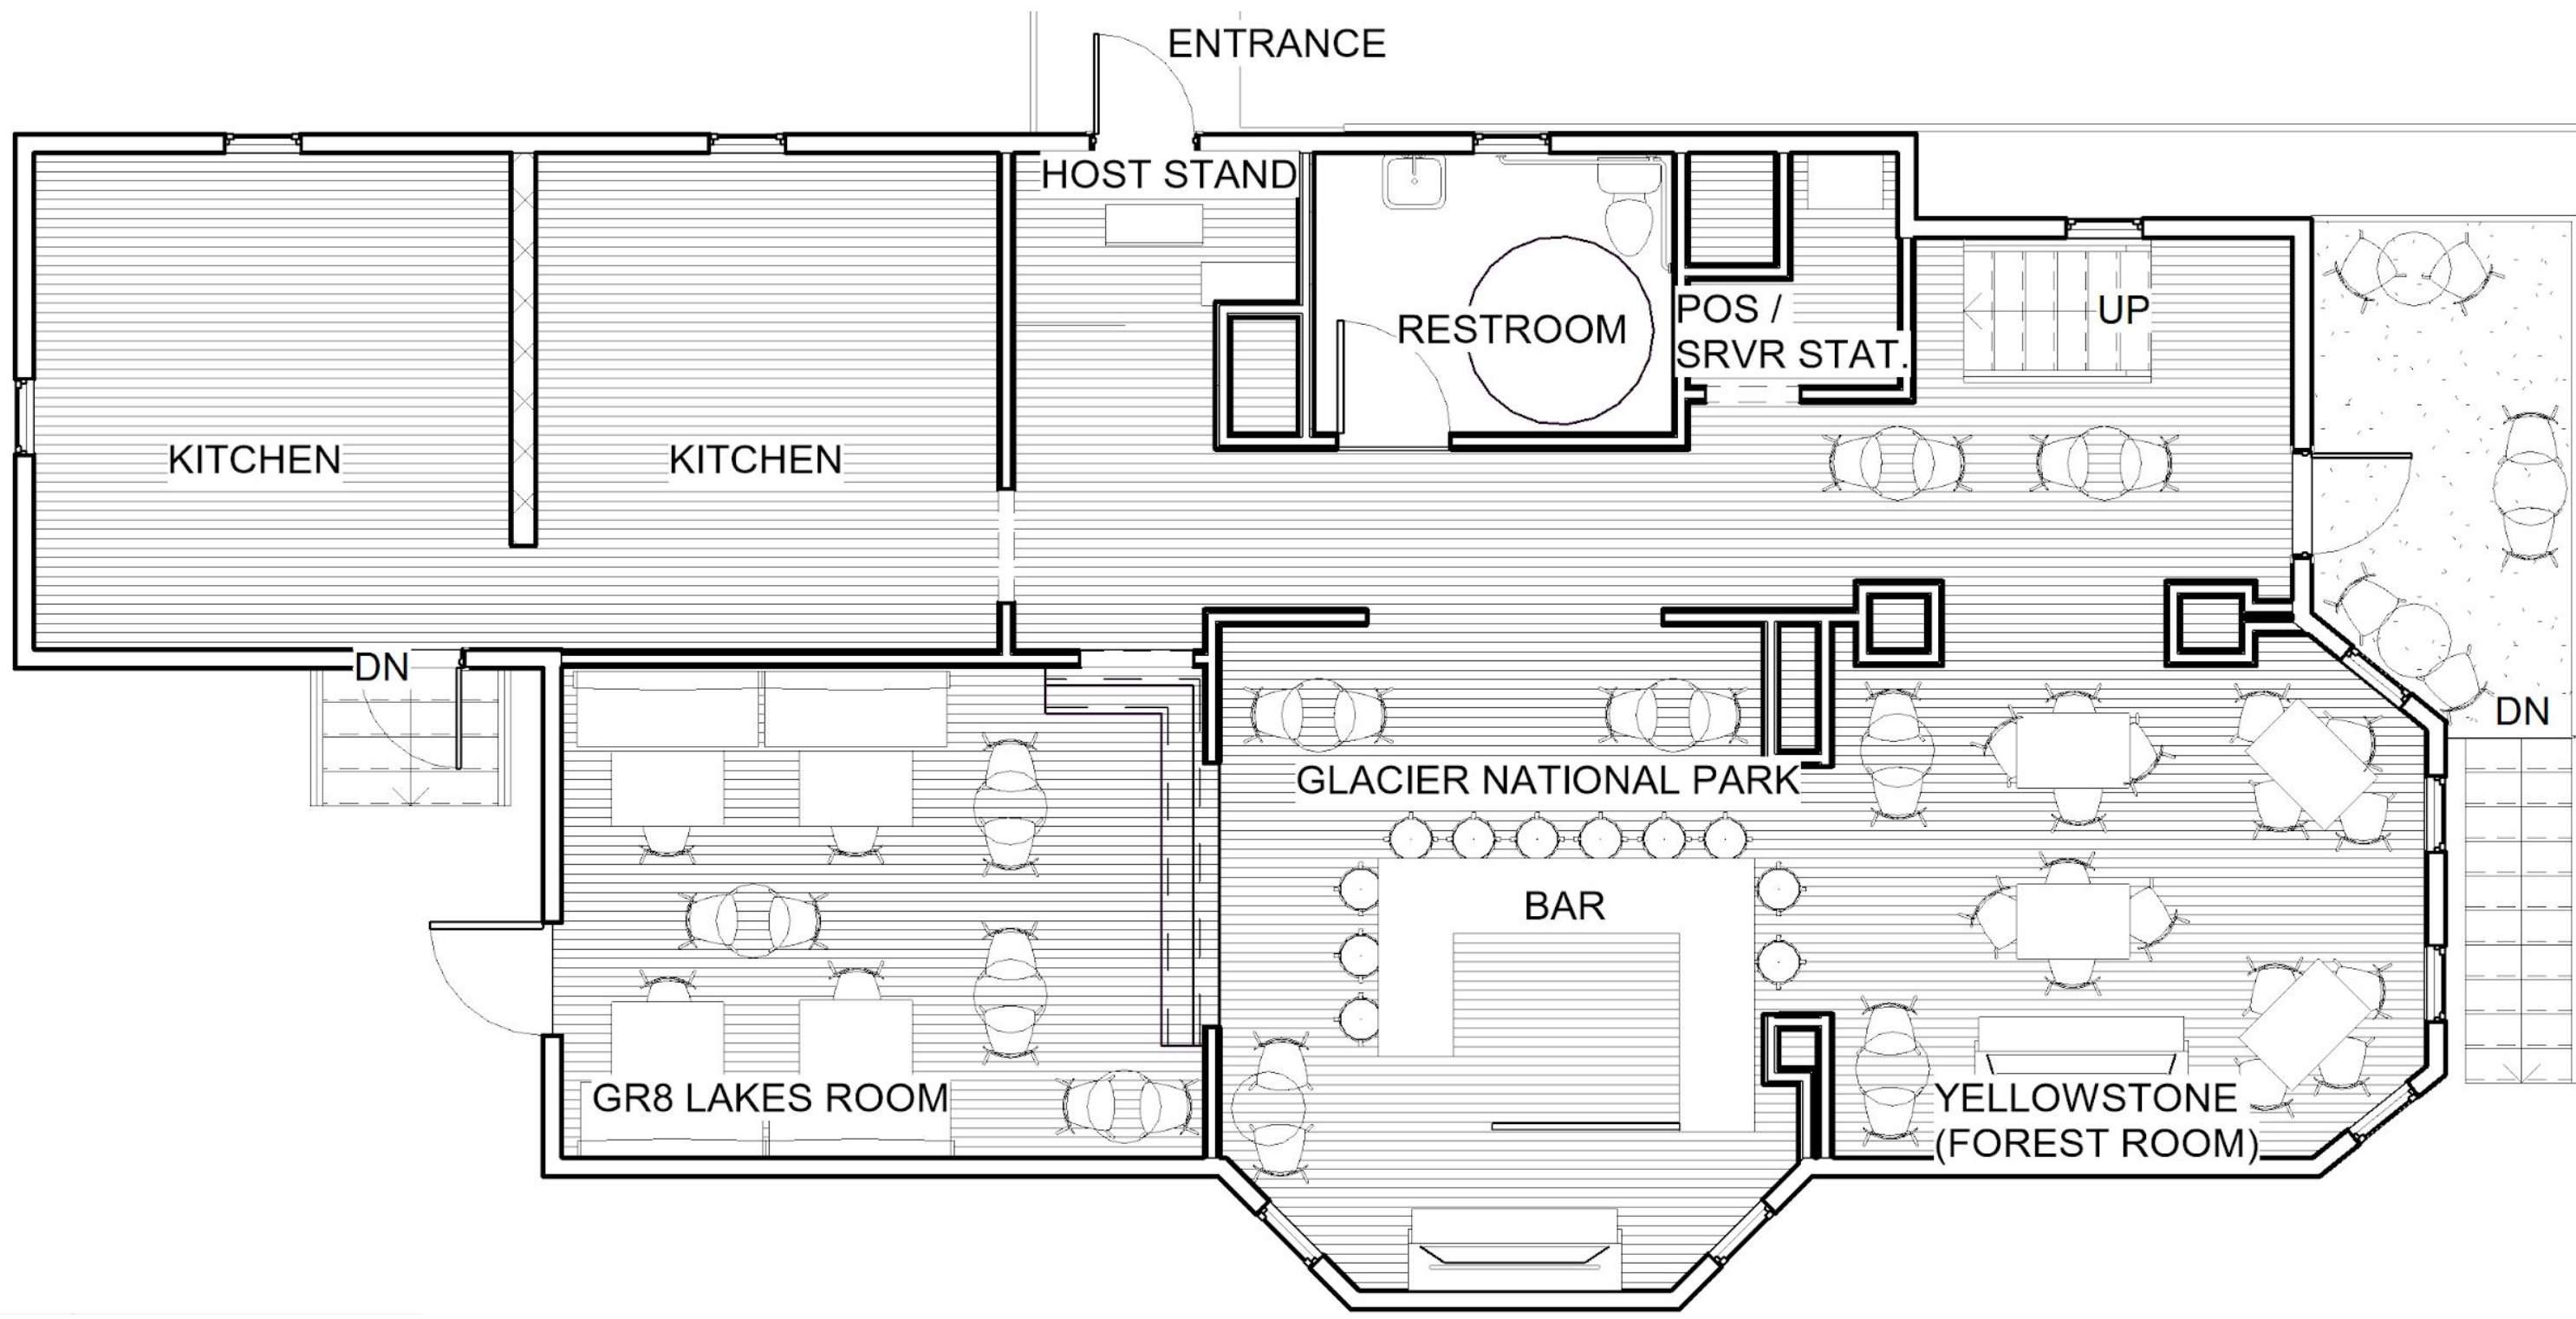 ENTRANCE
HOST STAND
RESTROOM
POS /
SRVR STAT.
UP
KITCHEN
KITCHEN
DN
DN
GLACIER NATIONAL PARK
BAR
GR8 LAKES ROOM
YELLOWSTONE
(FOREST ROOM)